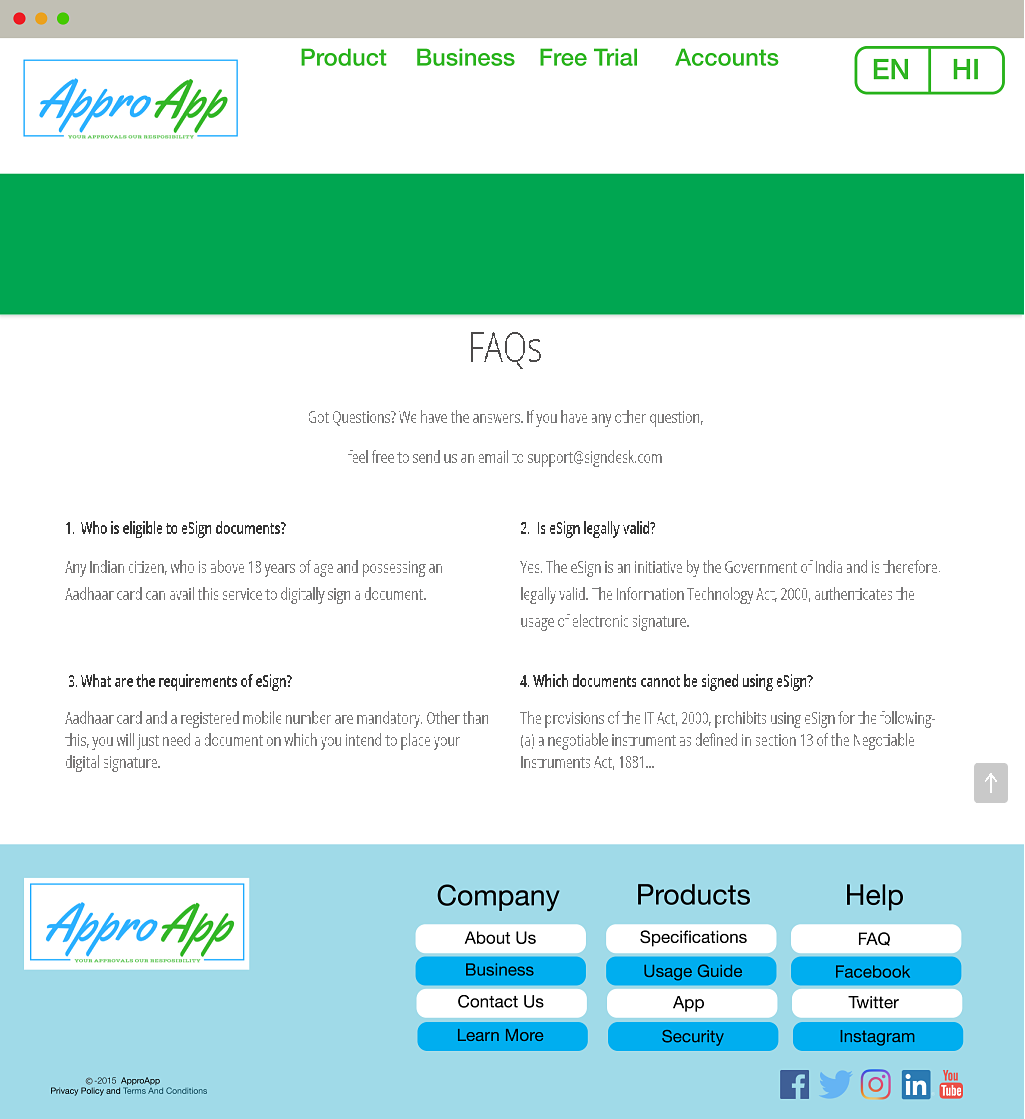 Product Business Free Trial Accounts EN HI
Appro App
YOUR APPROVALS OUR RESPOSIBILITY
FAQs
Got Questions? We have the answers. If you have any other question,
feel free to send us an email to support@signdesk.com
1. Who is eligible to eSign documents?
Any Indian citizen, who is above 18 years of age and possessing an
Aadhaar card can avail this service to digitally sign a document.
2. Is eSign legally valid?
Yes. The eSign is an initiative by the Government of India and is therefore,
legally valid. The Information Technology Act, 2000, authenticates the
usage of electronic signature.
3. What are the requirements of eSign?
Aadhaar card and a registered mobile number are mandatory. Other than
this, you will just need a document on which you intend to place your
digital signature.
4. Which documents cannot be signed using eSign?
The provisions of the IT Act, 2000, prohibits using eSign for the following-
(a) a negotiable instrument as defined in section 13 of the Negotiable
Instruments Act, 1881...
Appro App
YOUR APPROVALS OUR RESPOSIBILITY
Company
About Us
Business
Contact Us
Learn More
Products
Specifications
Usage Guide
App
Security
Help
FAQ
Facebook
Twitter
Instagram
You
Tube
© -2015 ApproApp
Privacy Policy and Terms And Conditions